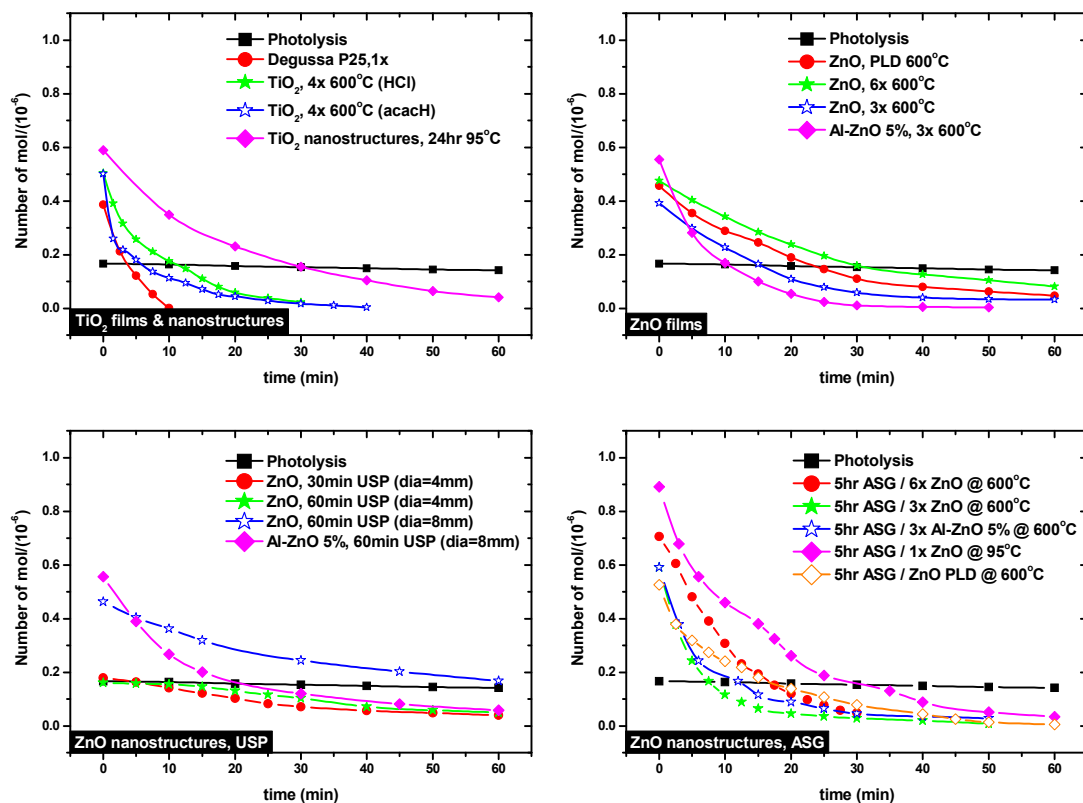 Number of mol/(10⁻⁶)
1.0
0.8
0.6
0.4
0.2
0.0
Photolysis
Degussa P25,1x
TiO₂, 4x 600°C (HCl)
TiO₂, 4x 600°C (acacH)
TiO₂ nanostructures, 24hr 95°C
TiO₂ films & nanostructures
0 10 20 30 40 50 60
time (min)
Number of mol/(10⁻⁶)
1.0
0.8
0.6
0.4
0.2
0.0
Photolysis
ZnO, PLD 600°C
ZnO, 6x 600°C
ZnO, 3x 600°C
Al-ZnO 5%, 3x 600°C
ZnO films
0 10 20 30 40 50 60
time (min)
Number of mol/(10⁻⁶)
1.0
0.8
0.6
0.4
0.2
0.0
Photolysis
ZnO, 30min USP (dia=4mm)
ZnO, 60min USP (dia=4mm)
ZnO, 60min USP (dia=8mm)
Al-ZnO 5%, 60min USP (dia=8mm)
ZnO nanostructures, USP
0 10 20 30 40 50 60
time (min)
Number of mol/(10⁻⁶)
1.0
0.8
0.6
0.4
0.2
0.0
Photolysis
5hr ASG / 6x ZnO @ 600°C
5hr ASG / 3x ZnO @ 600°C
5hr ASG / 3x Al-ZnO 5% @ 600°C
5hr ASG / 1x ZnO @ 95°C
5hr ASG / ZnO PLD @ 600°C
ZnO nanostructures, ASG
0 10 20 30 40 50 60
time (min)